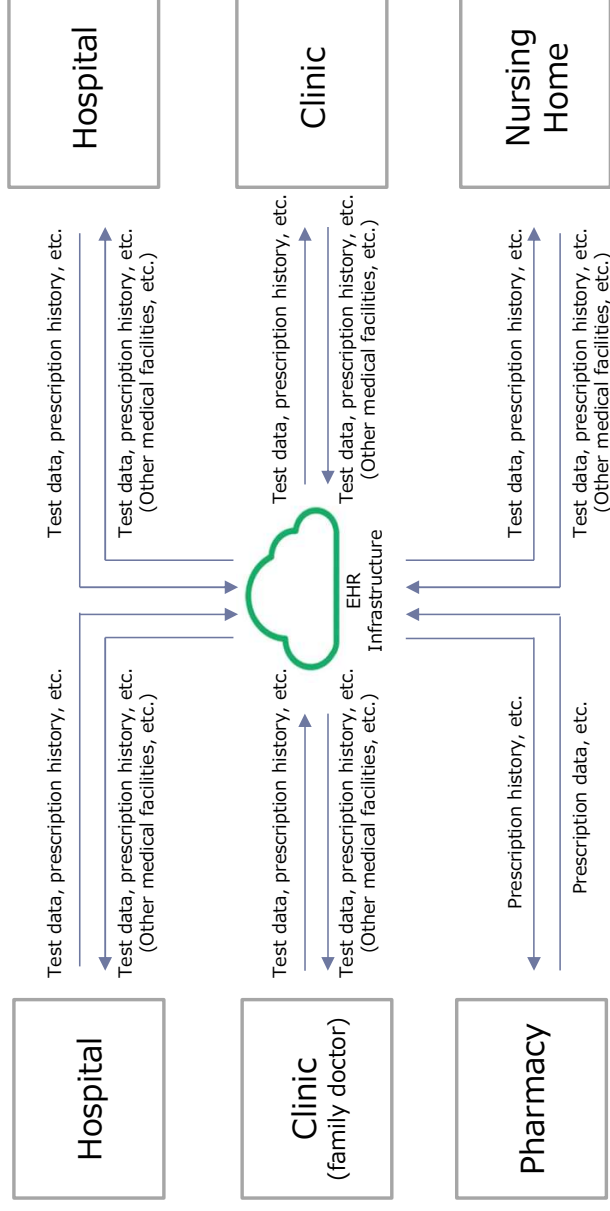 Hospital
Test data, prescription history, etc.
Test data, prescription history, etc.
(Other medical facilities, etc.)
Test data, prescription history, etc.
Test data, prescription history, etc.
(Other medical facilities, etc.)
Hospital
Clinic
(family doctor)
Test data, prescription history, etc.
Test data, prescription history, etc.
(Other medical facilities, etc.)
EHR
Infrastructure
Test data, prescription history, etc.
Test data, prescription history, etc.
(Other medical facilities, etc.)
Clinic
Pharmacy
Prescription history, etc.
Prescription data, etc.
Test data, prescription history, etc.
Test data, prescription history, etc.
(Other medical facilities, etc.)
Nursing
Home